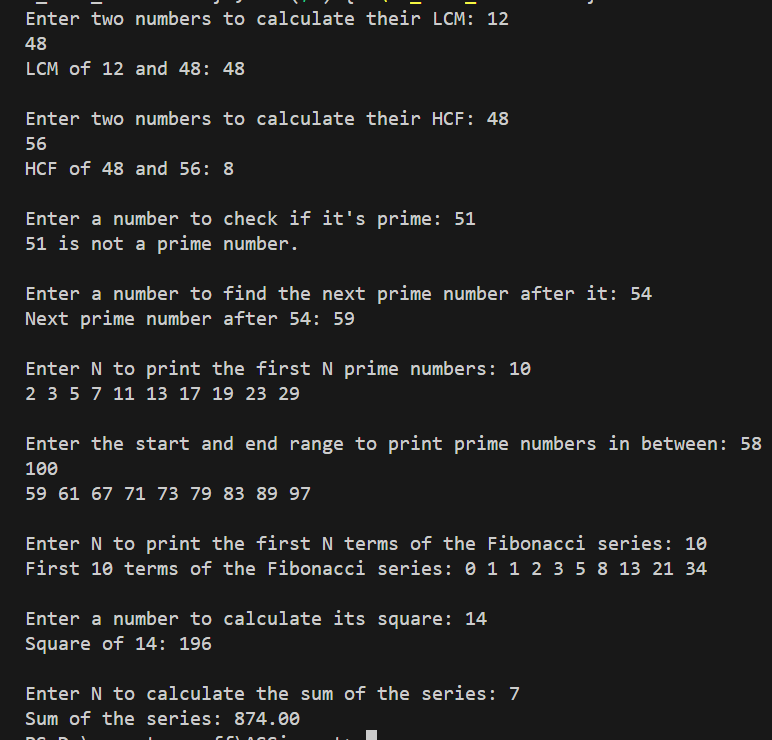 Enter two numbers to calculate their LCM: 12
48
LCM of 12 and 48: 48
Enter two numbers to calculate their HCF: 48
56
HCF of 48 and 56: 8
Enter a number to check if it's prime: 51
51 is not a prime number.
Enter a number to find the next prime number after it: 54
Next prime number after 54: 59
Enter N to print the first N prime numbers: 10
2 3 5 7 11 13 17 19 23 29
Enter the start and end range to print prime numbers in between: 58
100
59 61 67 71 73 79 83 89 97
Enter N to print the first N terms of the Fibonacci series: 10
First 10 terms of the Fibonacci series: 0 1 1 2 3 5 8 13 21 34
Enter a number to calculate its square: 14
Square of 14: 196
Enter N to calculate the sum of the series: 7
Sum of the series: 874.00